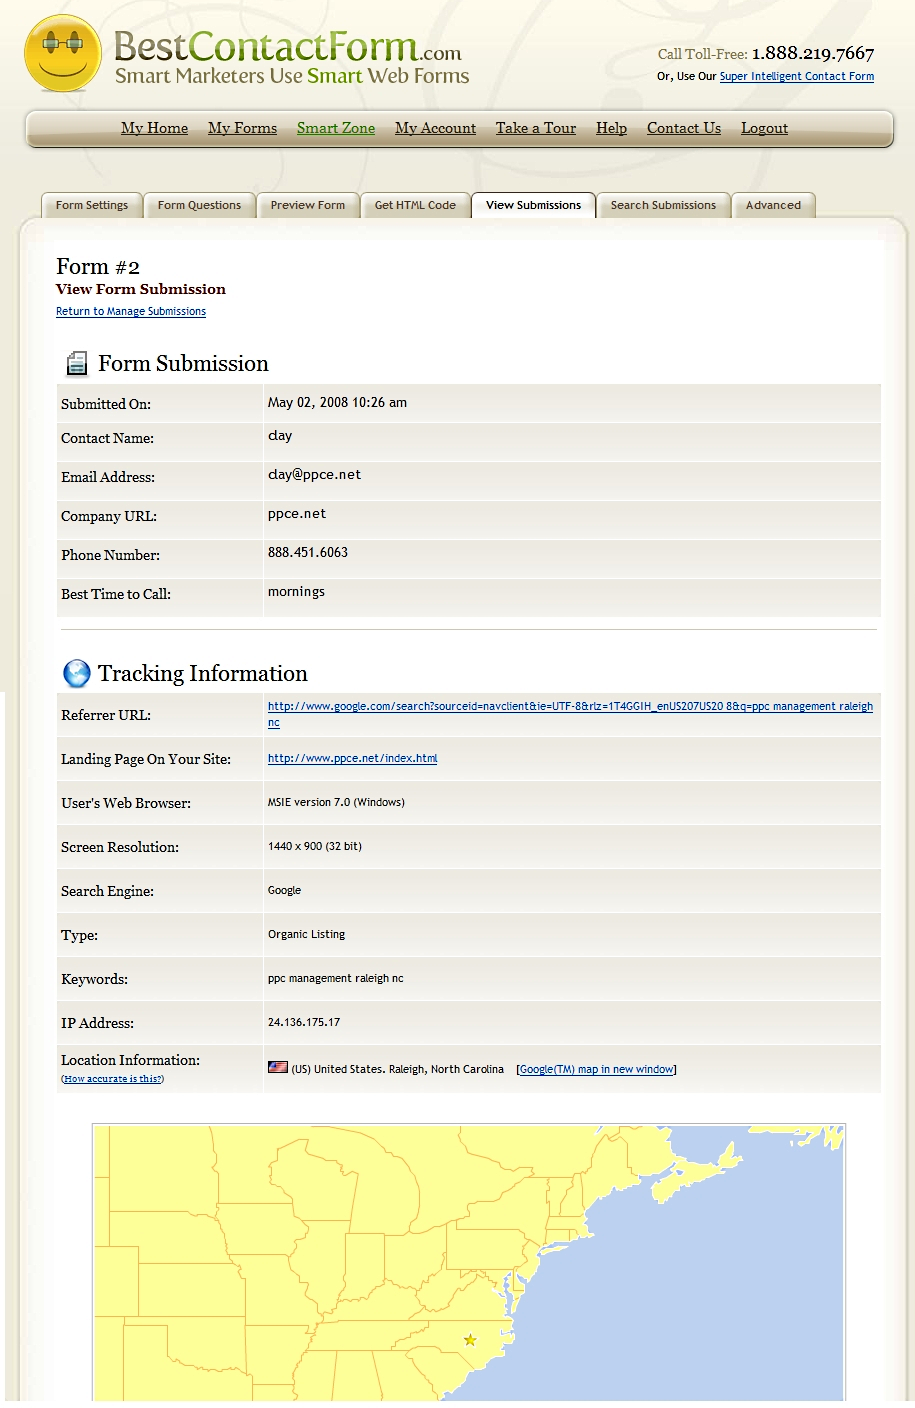 BestContactForm.com
Smart Marketers Use Smart Web Forms
Call Toll-Free: 1.888.219.7667
Or, Use Our Super Intelligent Contact Form
My Home My Forms Smart Zone My Account Take a Tour Help Contact Us Logout
Form Settings Form Questions Preview Form Get HTML Code View Submissions Search Submissions Advanced
Form #2
View Form Submission
Return to Manage Submissions
Form Submission
Submitted On: May 02, 2008 10:26 am
Contact Name: clay
Email Address: clay@ppce.net
Company URL: ppce.net
Phone Number: 888.451.6063
Best Time to Call: mornings
Tracking Information
Referrer URL: http://www.google.com/search?sourceid=navclient&ie=UTF-8&rlz=1T4GGIH_enUS207US20 8&q=ppc management raleigh
nc
Landing Page On Your Site: http://www.ppce.net/index.html
User's Web Browser: MSIE version 7.0 (Windows)
Screen Resolution: 1440 x 900 (32 bit)
Search Engine: Google
Type: Organic Listing
Keywords: ppc management raleigh nc
IP Address: 24.136.175.17
Location Information: (US) United States. Raleigh, North Carolina [Google(TM) map in new window]
(How accurate is this?)